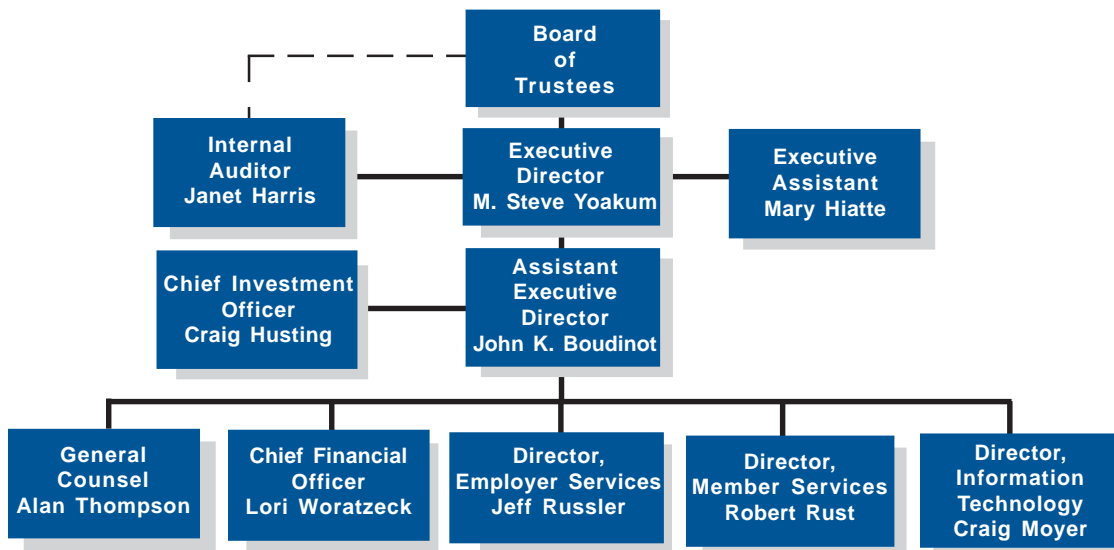 Board
of
Trustees
Internal
Auditor
Janet Harris
Executive
Director
M. Steve Yoakum
Executive
Assistant
Mary Hiatte
Chief Investment
Officer
Craig Husting
Assistant
Executive
Director
John K. Boudinot
General
Counsel
Alan Thompson
Chief Financial
Officer
Lori Woratzeck
Director,
Employer Services
Jeff Russler
Director,
Member Services
Robert Rust
Director,
Information
Technology
Craig Moyer